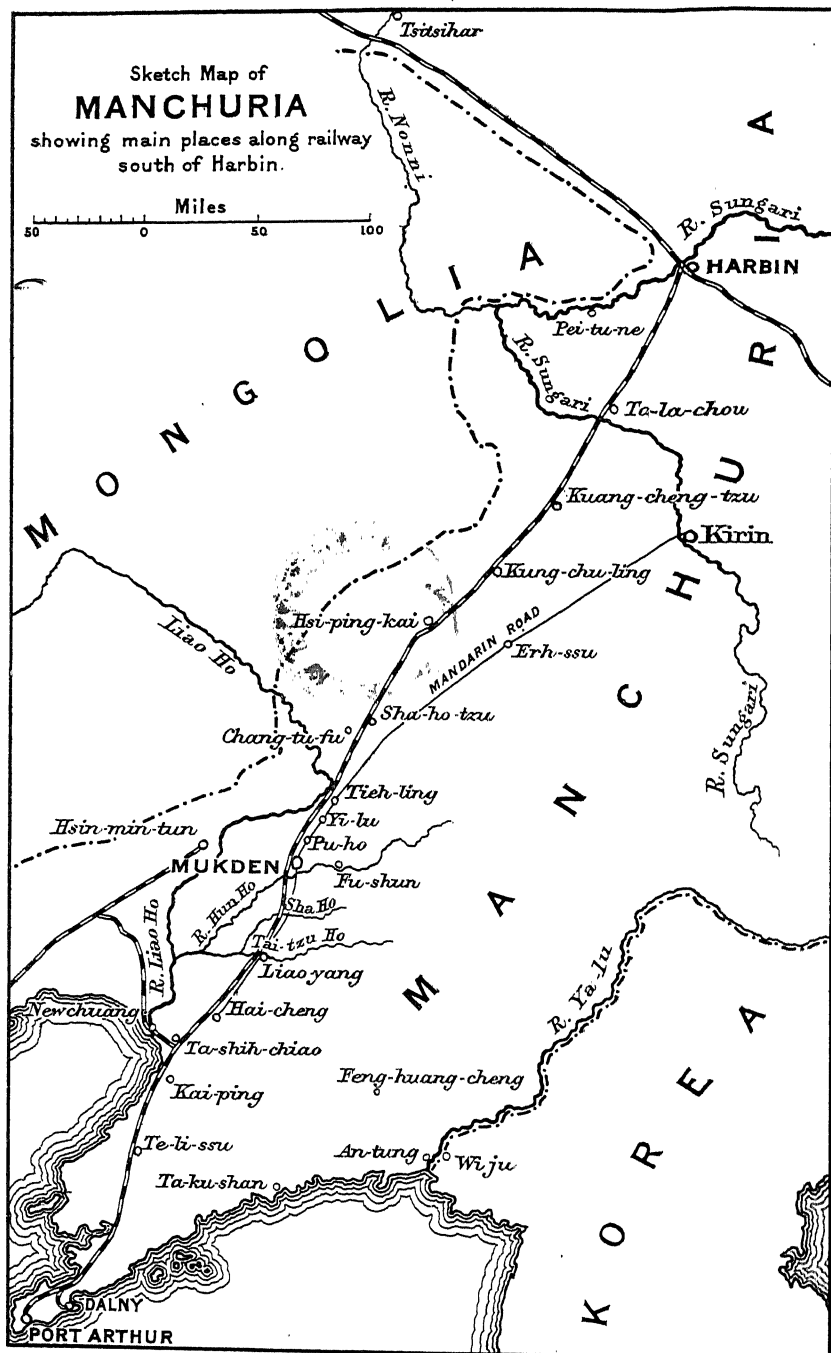 Tsitsihar
Sketch Map of
MANCHURIA
showing main places along railway
south of Harbin.
Miles
50 0 50 100
R. Nonni
R. Sungari
HARBIN
Pei-tu-ne
R. Sungari
Ta-la-chou
MONGOLIA
Kuang-cheng-tzu
Kirin
Kung-chu-ling
Hsi-ping-kai
MANDARIN ROAD
Erh-ssu
Liao Ho
Sha-ho-tzu
Chang-tu-fu
R. Sungari
Tieh-ling
Yi-lu
Hsin-min-tun
Pu-ho
MUKDEN
Fu-shun
R. Hun Ho
Sha Ho
R. Liao Ho
Tai-tzu Ho
Liao-yang
MANCHURIA
R. Ya-lu
Newchuang
Hai-cheng
Ta-shih-chiao
Kai-ping
Feng-huang-cheng
Te-li-ssu
An-tung
Wiju
Ta-ku-shan
KOREA
DALNY
PORT ARTHUR